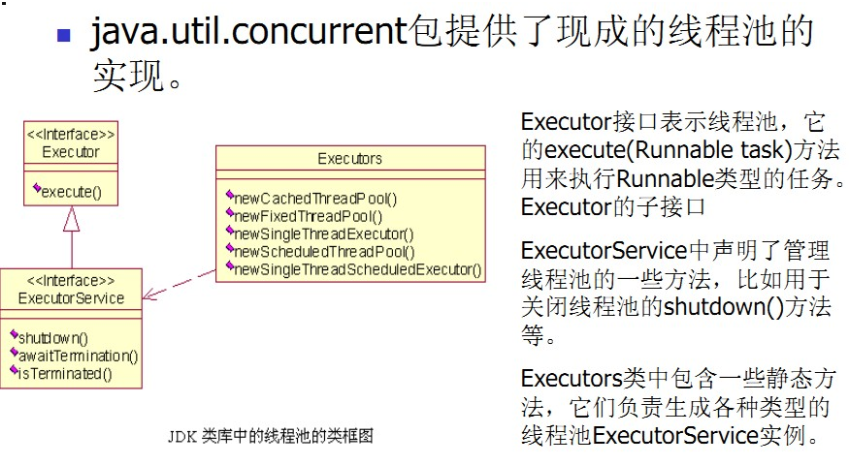 java.util.concurrent包提供了现成的线程池的
实现。
<<Interface>>
Executor
execute()
Executors
newCachedThreadPool()
newFixedThreadPool()
newSingleThreadExecutor()
newScheduledThreadPool()
newSingleThreadScheduledExecutor()
<<Interface>>
ExecutorService
shutdown()
awaitTermination()
isTerminated()
JDK 类库中的线程池的类框图
Executor接口表示线程池，它
的execute(Runnable task)方法
用来执行Runnable类型的任务。
Executor的子接口
ExecutorService中声明了管理
线程池的一些方法，比如用于
关闭线程池的shutdown()方法
等。
Executors类中包含一些静态方
法，它们负责生成各种类型的
线程池ExecutorService实例。